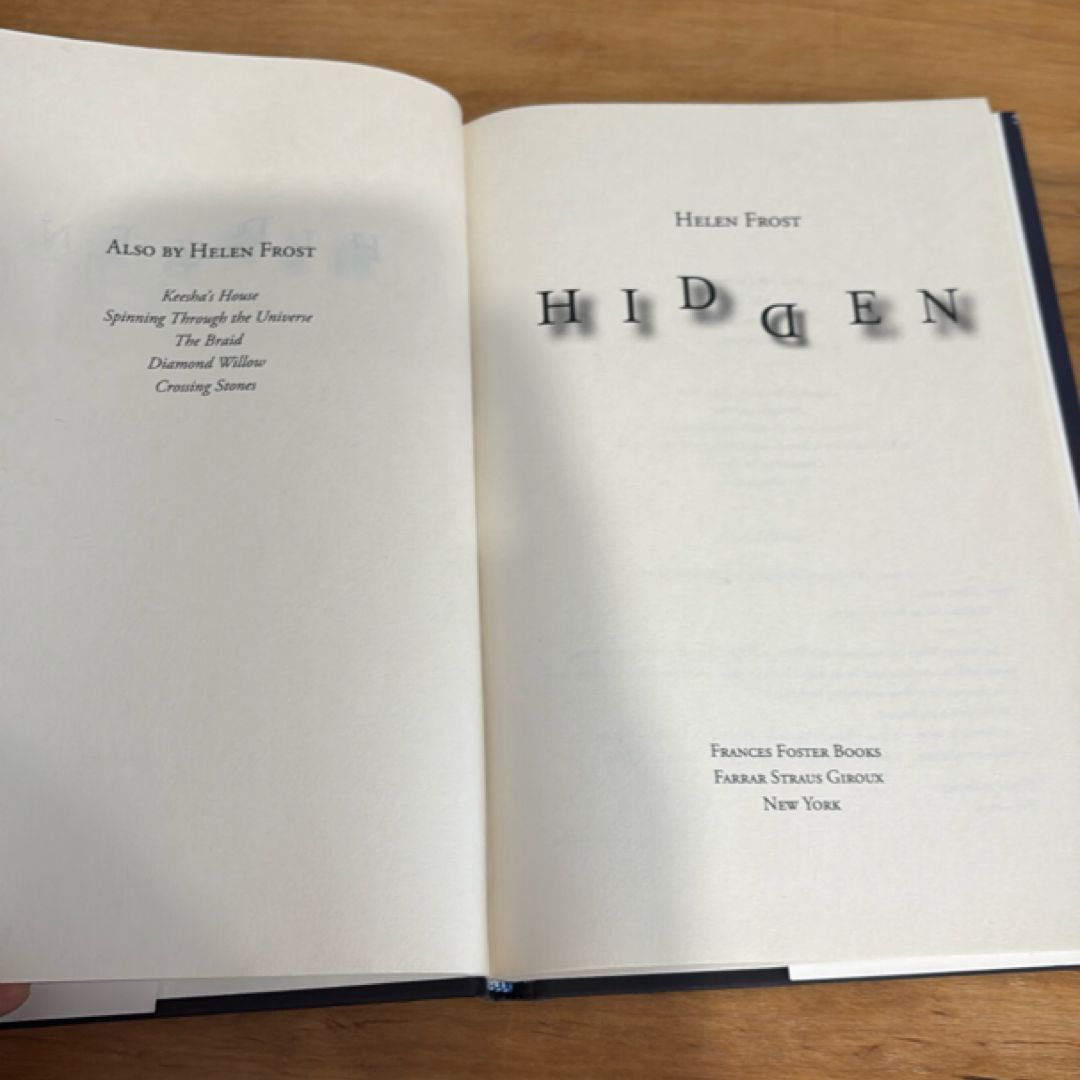 ALSO BY HELEN FROST
Keesha's House
Spinning Through the Universe
The Braid
Diamond Willow
Crossing Stones
HELEN FROST
HIDDEN
FRANCES FOSTER BOOKS
FARRAR STRAUS GIROUX
NEW YORK